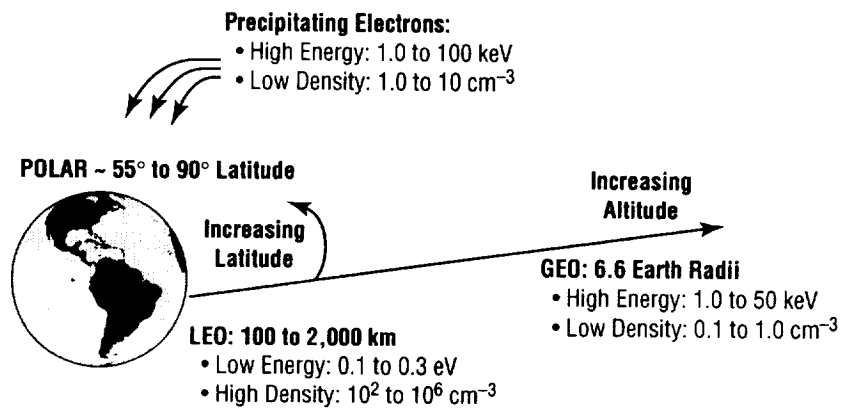 Precipitating Electrons:
• High Energy: 1.0 to 100 keV
• Low Density: 1.0 to 10 cm⁻³
POLAR ~ 55° to 90° Latitude
Increasing
Latitude
Increasing
Altitude
GEO: 6.6 Earth Radii
• High Energy: 1.0 to 50 keV
• Low Density: 0.1 to 1.0 cm⁻³
LEO: 100 to 2,000 km
• Low Energy: 0.1 to 0.3 eV
• High Density: 10² to 10⁶ cm⁻³